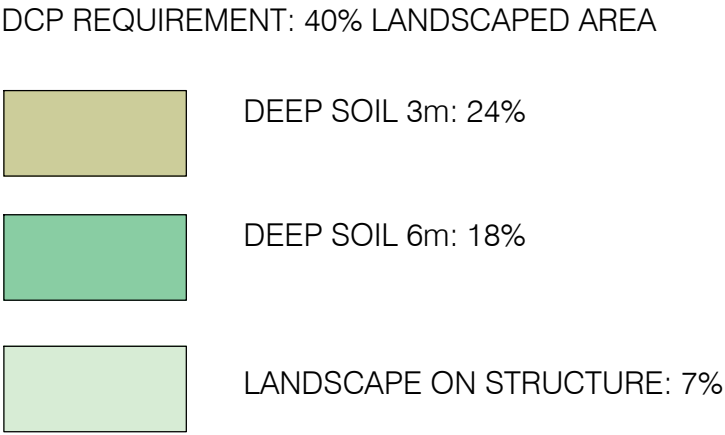 DCP REQUIREMENT: 40% LANDSCAPED AREA
DEEP SOIL 3m: 24%
DEEP SOIL 6m: 18%
LANDSCAPE ON STRUCTURE: 7%